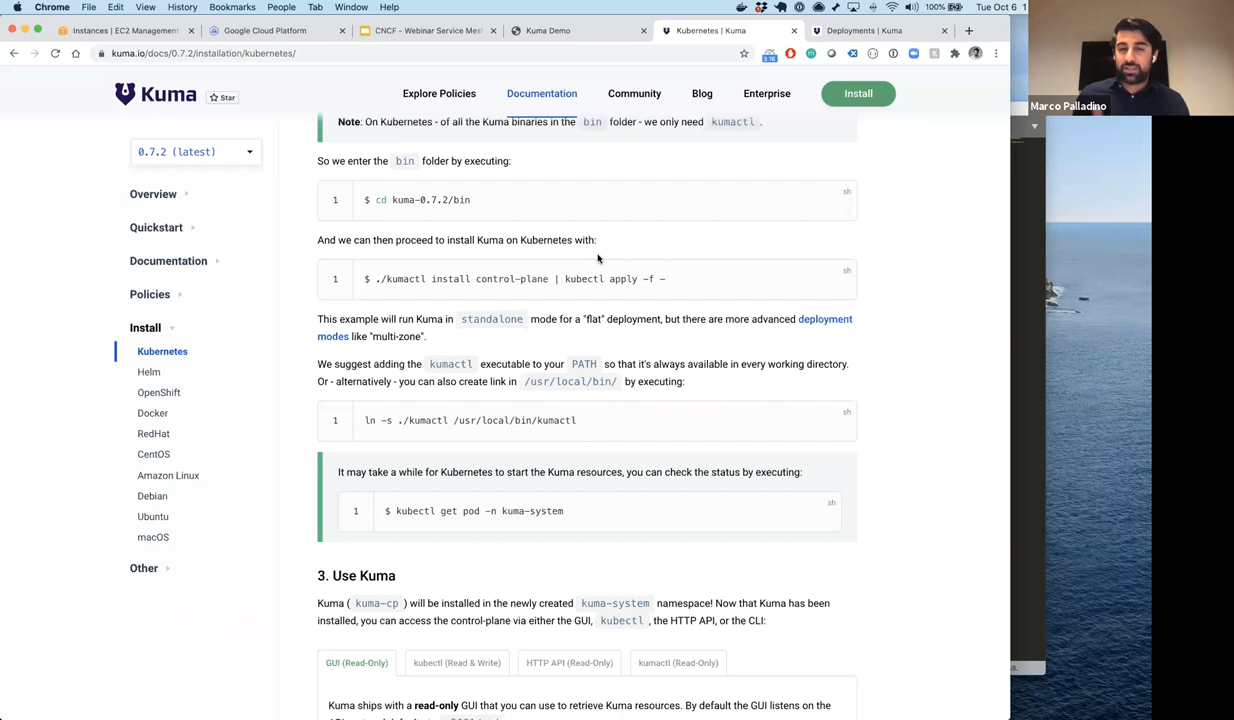 Chrome File Edit View History Bookmarks People Tab Window Help 100% Tue Oct 6 1
Instances | EC2 Management Google Cloud Platform CNCF - Webinar Service Mes Kuma Demo Kubernetes | Kuma Deployments | Kuma
kuma.io/docs/0.7.2/installation/kubernetes/
3:16
Marco Palladino
Kuma Star
Explore Policies Documentation Community Blog Enterprise Install
0.7.2 (latest)
Overview
Quickstart
Documentation
Policies
Install
Kubernetes
Helm
OpenShift
Docker
RedHat
CentOS
Amazon Linux
Debian
Ubuntu
macOS
Other
Note: On Kubernetes - of all the Kuma binaries in the bin folder - we only need kumactl .
So we enter the bin folder by executing:
sh
1 $ cd kuma-0.7.2/bin
And we can then proceed to install Kuma on Kubernetes with:
sh
1 $ ./kumactl install control-plane | kubectl apply -f -
This example will run Kuma in standalone mode for a "flat" deployment, but there are more advanced deployment
modes like "multi-zone".
We suggest adding the kumactl executable to your PATH so that it's always available in every working directory.
Or - alternatively - you can also create link in /usr/local/bin/ by executing:
sh
1 ln -s ./kumactl /usr/local/bin/kumactl
It may take a while for Kubernetes to start the Kuma resources, you can check the status by executing:
sh
1 $ kubectl get pod -n kuma-system
3. Use Kuma
Kuma ( kuma-cp ) will be installed in the newly created kuma-system namespace! Now that Kuma has been
installed, you can access the control-plane via either the GUI, kubectl , the HTTP API, or the CLI:
GUI (Read-Only) kubectl (Read & Write) HTTP API (Read-Only) kumactl (Read-Only)
Kuma ships with a read-only GUI that you can use to retrieve Kuma resources. By default the GUI listens on the